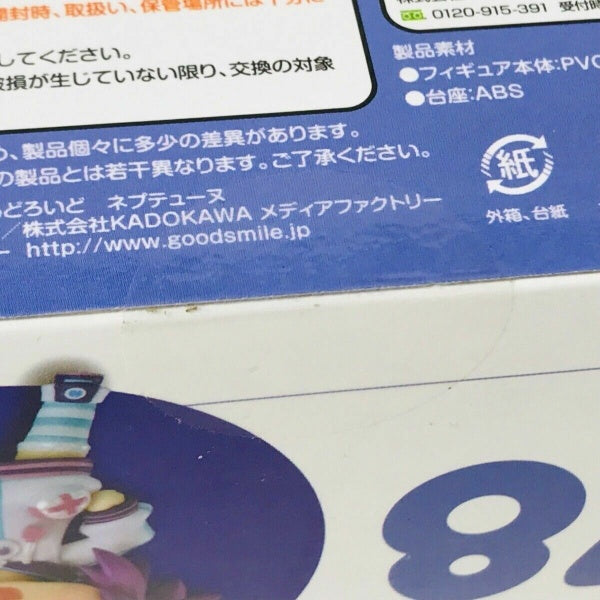 開封時、取扱い、保管場所には十分に
してください。
破損が生じていない限り、交換の対象
0120-915-391 受付時
製品素材
●フィギュア本体:PVC
●台座:ABS
、製品個々に多少の差異があります。
の製品とは若干異なります。ご了承ください。
どろいど ネプテューヌ
／株式会社KADOKAWA メディアファクトリー
http://www.goodsmile.jp
紙
外箱、台紙
8